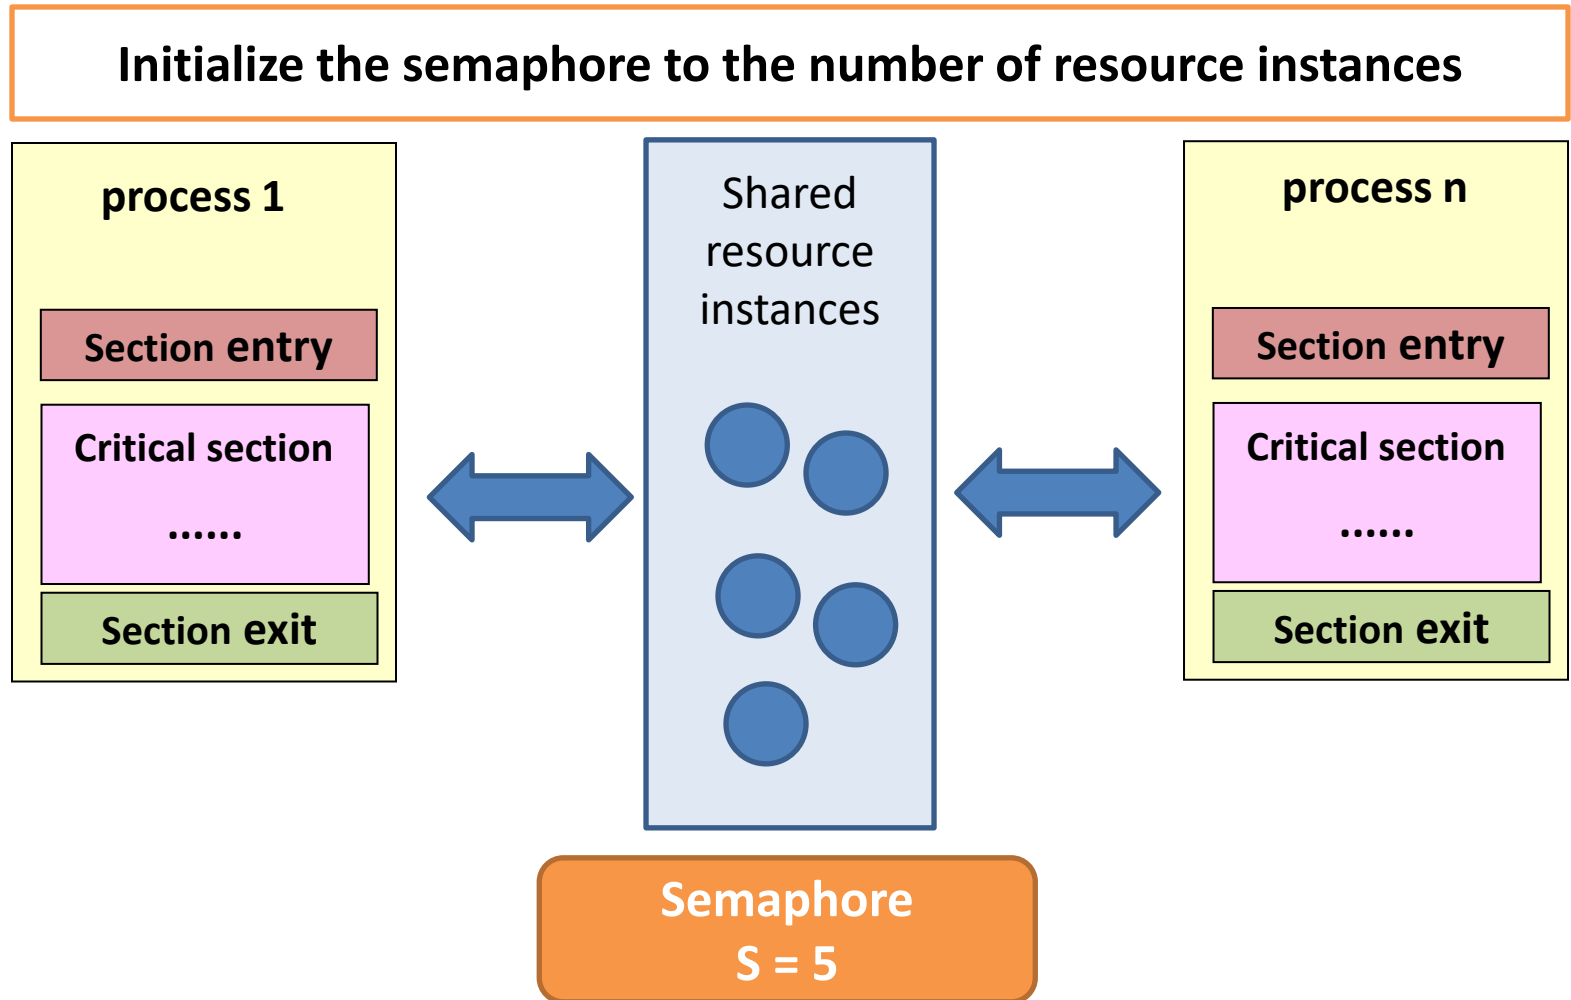 Initialize the semaphore to the number of resource instances
process 1
Section entry
Critical section
......
Section exit
Shared
resource
instances
process n
Section entry
Critical section
......
Section exit
Semaphore
S = 5